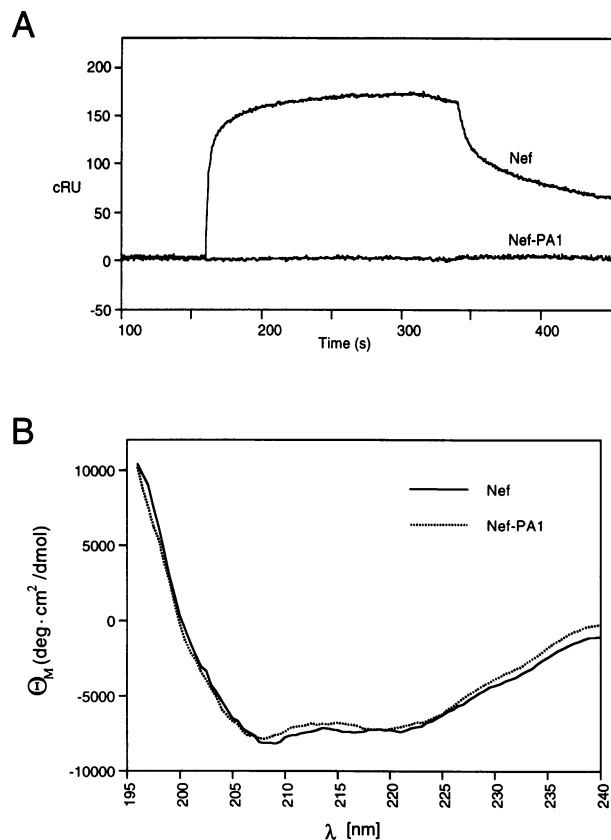 A
200
150
100
50
0
-50
cRU
Nef
Nef-PA1
100
200
300
400
Time (s)
B
10000
5000
0
-5000
-10000
ΘM (deg·cm²/dmol)
Nef
Nef-PA1
195
200
205
210
215
220
225
230
235
240
λ [nm]